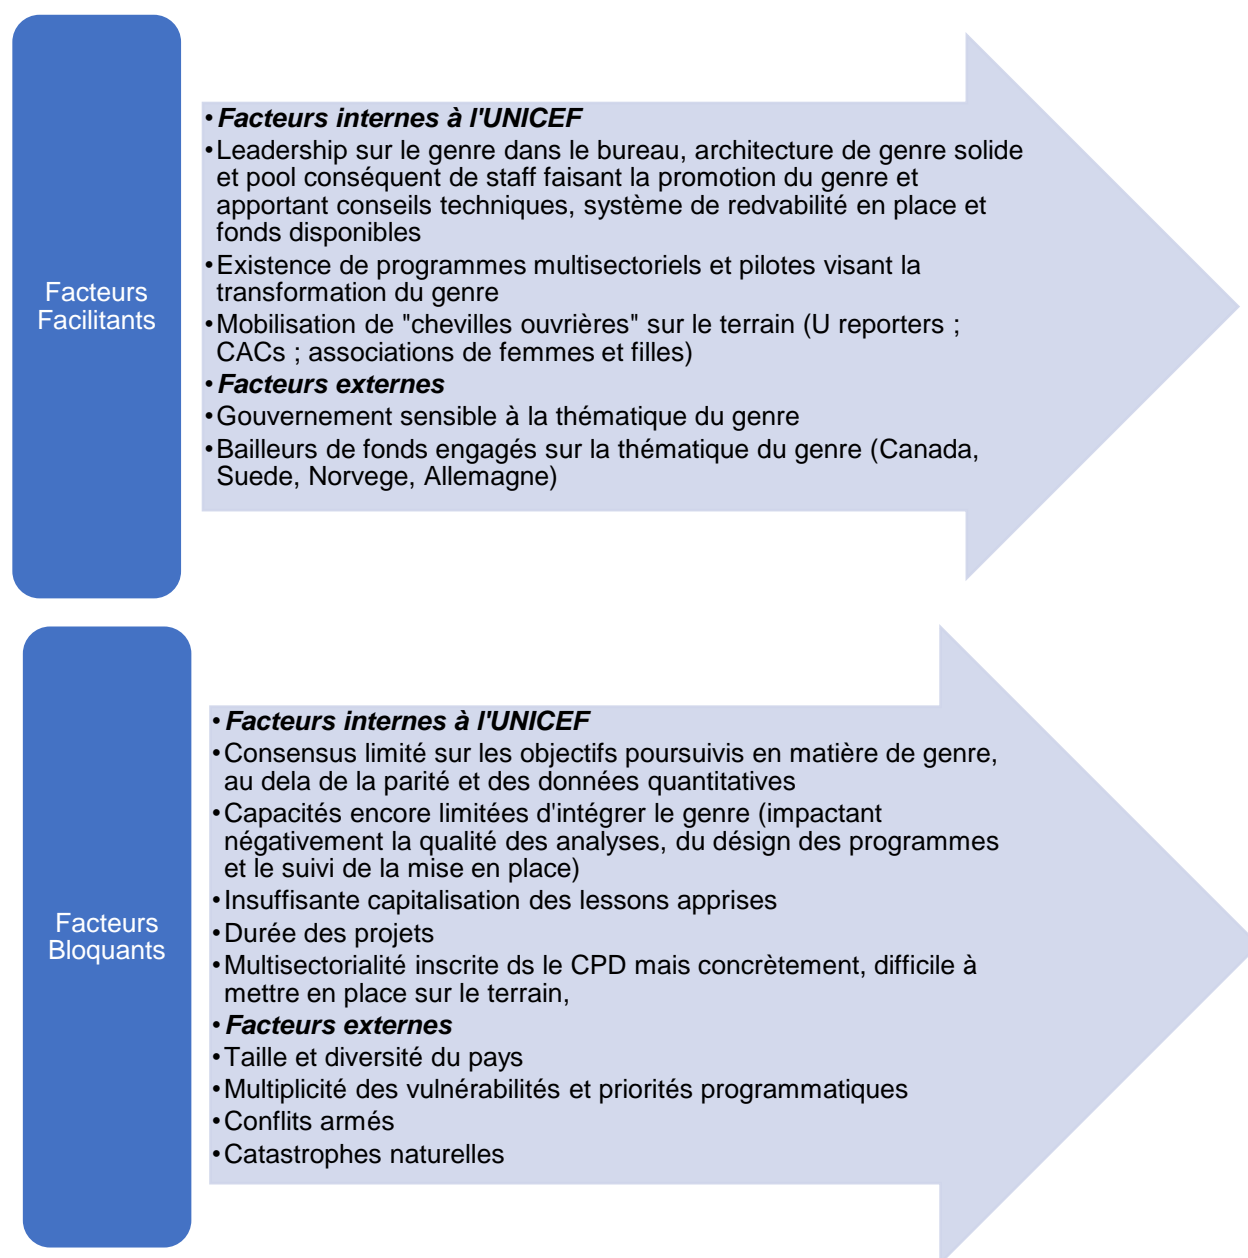 Facteurs
Facilitants
• Facteurs internes à l'UNICEF
•Leadership sur le genre dans le bureau, architecture de genre solide
et pool conséquent de staff faisant la promotion du genre et
apportant conseils techniques, système de redvabilité en place et
fonds disponibles
•Existence de programmes multisectoriels et pilotes visant la
transformation du genre
•Mobilisation de "chevilles ouvrières" sur le terrain (U reporters ;
CACs ; associations de femmes et filles)
• Facteurs externes
•Gouvernement sensible à la thématique du genre
•Bailleurs de fonds engagés sur la thématique du genre (Canada,
Suede, Norvege, Allemagne)
Facteurs
Bloquants
• Facteurs internes à l'UNICEF
•Consensus limité sur les objectifs poursuivis en matière de genre,
au dela de la parité et des données quantitatives
•Capacités encore limitées d'intégrer le genre (impactant
négativement la qualité des analyses, du désign des programmes
et le suivi de la mise en place)
•Insuffisante capitalisation des lessons apprises
•Durée des projets
•Multisectorialité inscrite ds le CPD mais concrètement, difficile à
mettre en place sur le terrain,
• Facteurs externes
•Taille et diversité du pays
•Multiplicité des vulnérabilités et priorités programmatiques
•Conflits armés
•Catastrophes naturelles